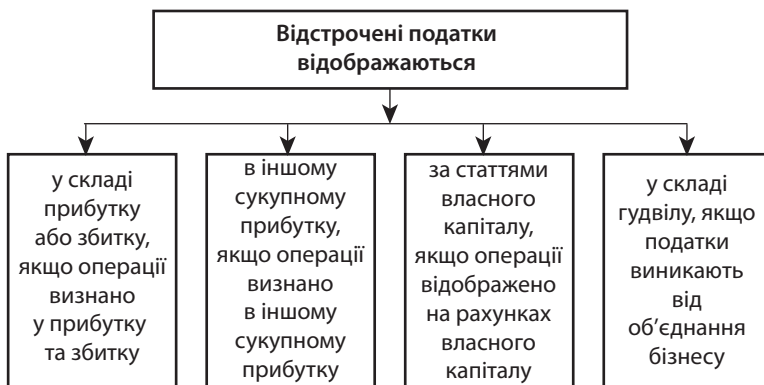 Відстрочені податки
відображаються
у складі
прибутку
або збитку,
якщо операції
визнано
у прибутку
та збитку
в іншому
сукупному
прибутку,
якщо операції
визнано
в іншому
сукупному
прибутку
за статтями
власного
капіталу,
якщо операції
відображено
на рахунках
власного
капіталу
у складі
гудвілу, якщо
податки
виникають
від
об’єднання
бізнесу